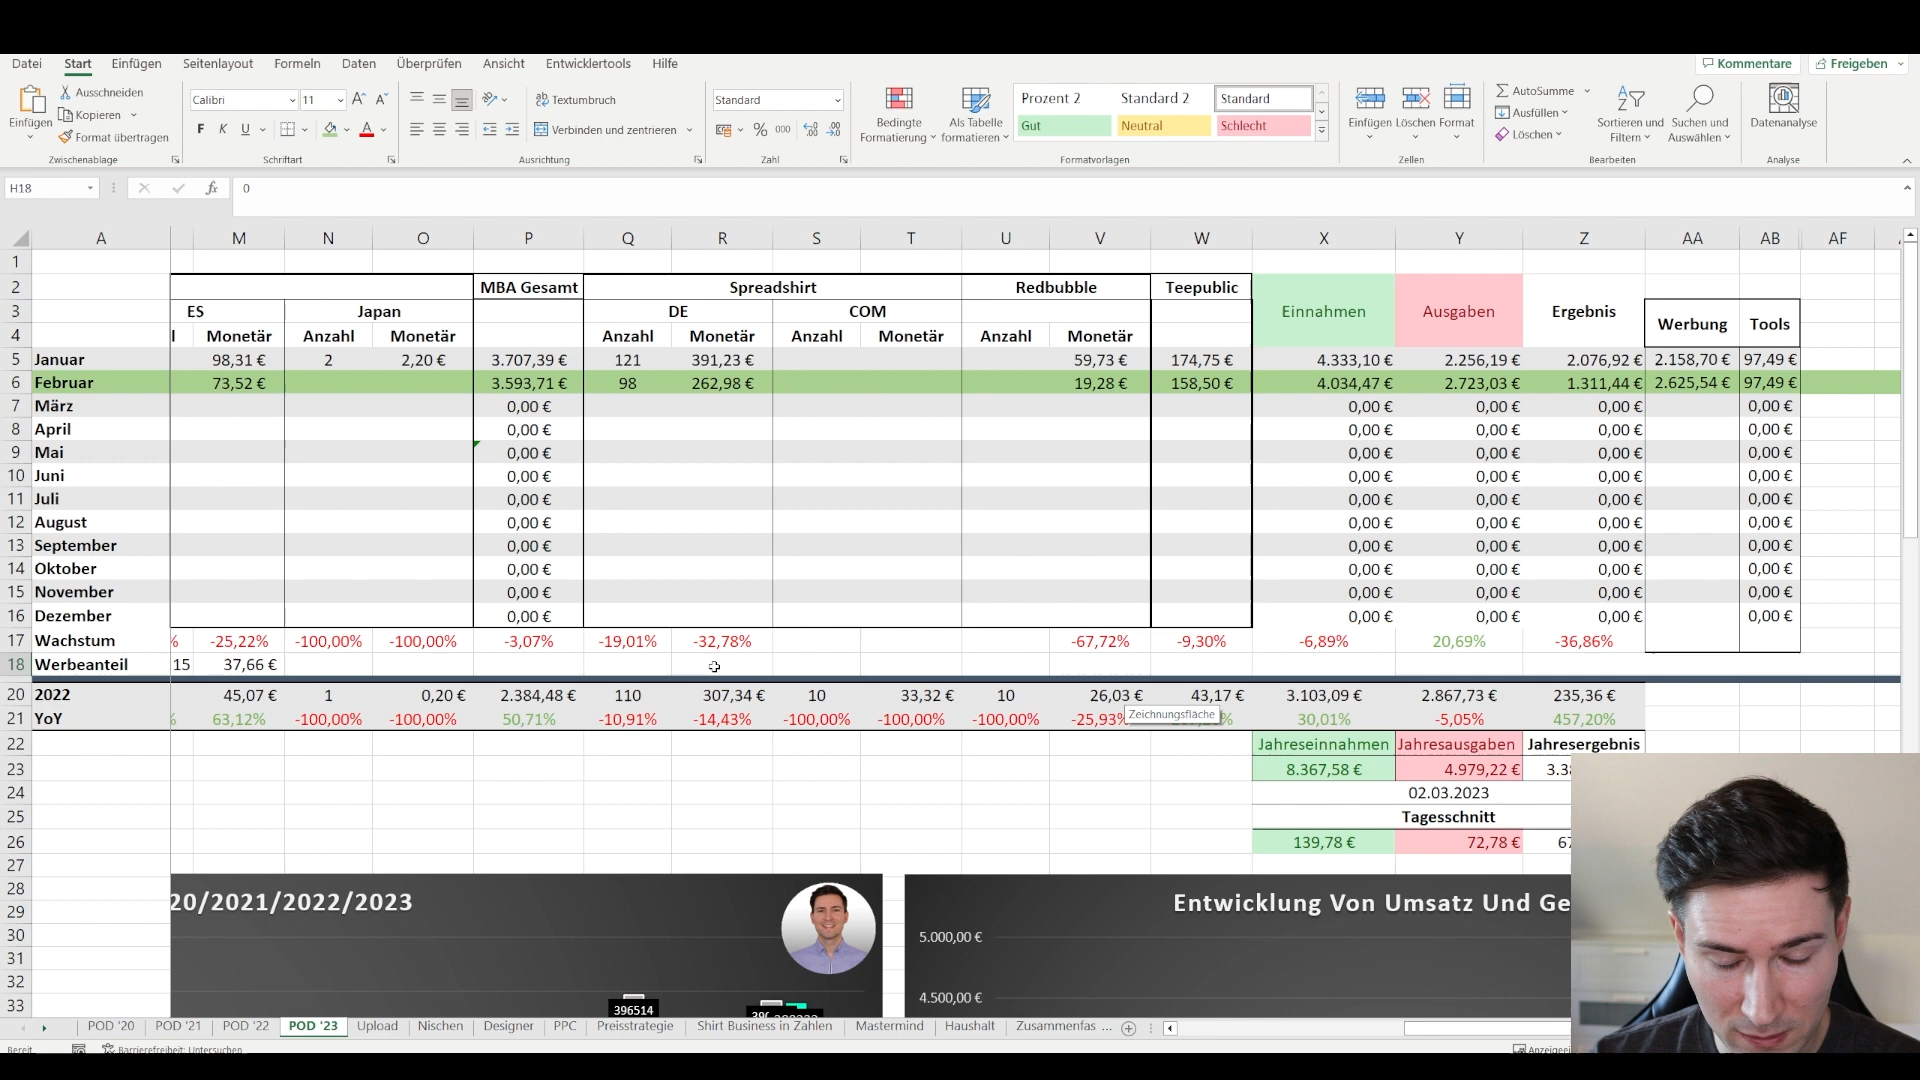 Datei Start Einfügen Seitenlayout Formeln Daten Überprüfen Ansicht Entwicklertools Hilfe Kommentare Freigeben
Einfügen Ausschneiden Kopieren Format übertragen Zwischenablage
Calibri 11 F K U Schriftart
Textumbruch Verbinden und zentrieren Ausrichtung
Standard % 000 Zahl
Bedingte Formatierung Als Tabelle formatieren Prozent 2 Standard 2 Standard Gut Neutral Schlecht Formatvorlagen
Einfügen Löschen Format Zellen
AutoSumme Ausfüllen Löschen Sortieren und Filtern Suchen und Auswählen Bearbeiten
Datenanalyse Analyse
H18 fx 0
A M N O P Q R S T U V W X Y Z AA AB AF
1
2 MBA Gesamt Spreadshirt Redbubble Teepublic
3 ES Japan DE COM Einnahmen Ausgaben Ergebnis Werbung Tools
4 Monetär Anzahl Monetär Anzahl Monetär Anzahl Monetär Anzahl Monetär
5 Januar 98,31 € 2 2,20 € 3.707,39 € 121 391,23 € 59,73 € 174,75 € 4.333,10 € 2.256,19 € 2.076,92 € 2.158,70 € 97,49 €
6 Februar 73,52 € 3.593,71 € 98 262,98 € 19,28 € 158,50 € 4.034,47 € 2.723,03 € 1.311,44 € 2.625,54 € 97,49 €
7 März 0,00 € 0,00 € 0,00 € 0,00 € 0,00 €
8 April 0,00 € 0,00 € 0,00 € 0,00 € 0,00 €
9 Mai 0,00 € 0,00 € 0,00 € 0,00 € 0,00 €
10 Juni 0,00 € 0,00 € 0,00 € 0,00 € 0,00 €
11 Juli 0,00 € 0,00 € 0,00 € 0,00 € 0,00 €
12 August 0,00 € 0,00 € 0,00 € 0,00 € 0,00 €
13 September 0,00 € 0,00 € 0,00 € 0,00 € 0,00 €
14 Oktober 0,00 € 0,00 € 0,00 € 0,00 € 0,00 €
15 November 0,00 € 0,00 € 0,00 € 0,00 € 0,00 €
16 Dezember 0,00 € 0,00 € 0,00 € 0,00 € 0,00 €
17 Wachstum % -25,22% -100,00% -100,00% -3,07% -19,01% -32,78% -67,72% -9,30% -6,89% 20,69% -36,86%
18 Werbeanteil 15 37,66 €
20 2022 45,07 € 1 0,20 € 2.384,48 € 110 307,34 € 10 33,32 € 10 26,03 € 43,17 € 3.103,09 € 2.867,73 € 235,36 €
21 YoY % 63,12% -100,00% -100,00% 50,71% -10,91% -14,43% -100,00% -100,00% -100,00% -25,93% 30,01% -5,05% 457,20%
Zeichnungsfläche
22 Jahreseinnahmen Jahresausgaben Jahresergebnis
23 8.367,58 € 4.979,22 € 3.3
24 02.03.2023
25 Tagesschnitt
26 139,78 € 72,78 € 67
27
28
29 20/2021/2022/2023 Entwicklung Von Umsatz Und Ge
30 5.000,00 €
31
32
33 396514 4.500,00 €
POD '20 POD '21 POD '22 POD '23 Upload Nischen Designer PPC Preisstrategie Shirt Business in Zahlen Mastermind Haushalt Zusammenfas ...
Bereit Barrierefreiheit: Untersuchen